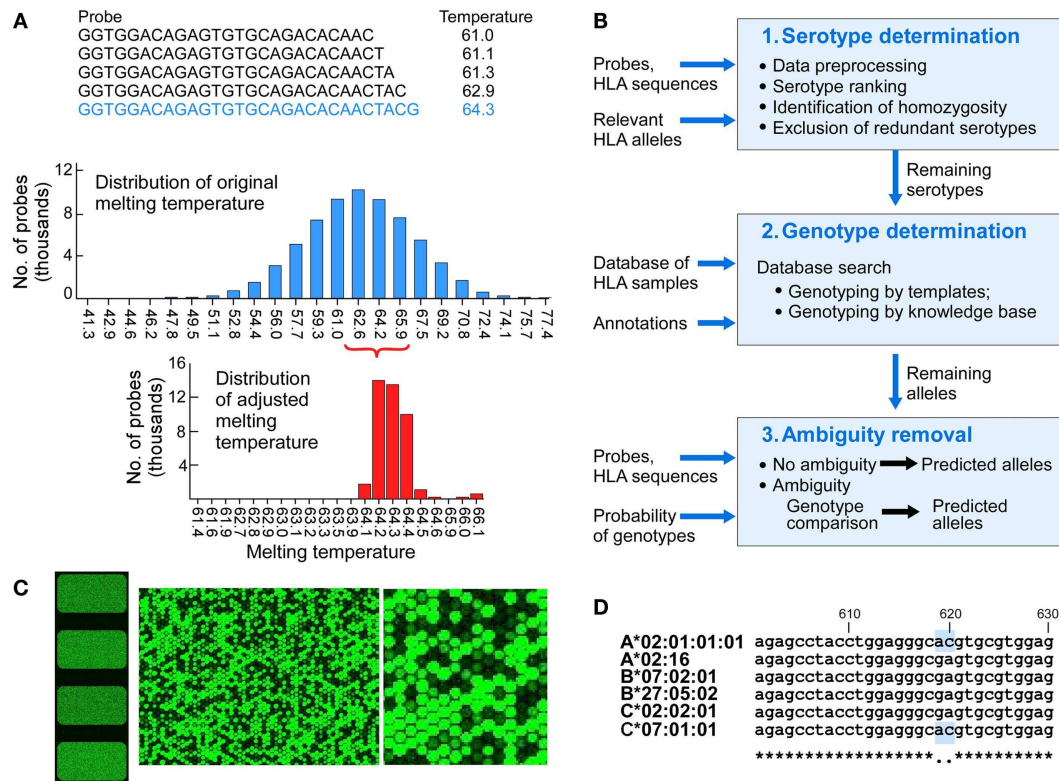 A
Probe Temperature
GGTGGACAGAGTGTGCAGACACAAC 61.0
GGTGGACAGAGTGTGCAGACACAACT 61.1
GGTGGACAGAGTGTGCAGACACAACTA 61.3
GGTGGACAGAGTGTGCAGACACAACTAC 62.9
GGTGGACAGAGTGTGCAGACACAACTACG 64.3
Distribution of original
melting temperature
No. of probes
(thousands)
12
8
4
0
41.3 42.9 44.6 46.2 47.8 49.5 51.1 52.8 54.4 56.0 57.7 59.3 61.0 62.6 64.2 65.9 67.5 69.2 70.8 72.4 74.1 75.7 77.4
Distribution
of adjusted
melting
temperature
No. of probes
(thousands)
16
12
8
4
61.4 61.6 61.9 62.2 62.7 62.8 62.9 63.0 63.2 63.3 63.5 63.9 64.1 64.2 64.3 64.4 64.5 64.6 65.9 66.0 66.1
Melting temperature
B
Probes,
HLA sequences
Relevant
HLA alleles
1. Serotype determination
• Data preprocessing
• Serotype ranking
• Identification of homozygosity
• Exclusion of redundant serotypes
Remaining
serotypes
Database of
HLA samples
Annotations
2. Genotype determination
Database search
• Genotyping by templates;
• Genotyping by knowledge base
Remaining
alleles
Probes,
HLA sequences
Probability
of genotypes
3. Ambiguity removal
• No ambiguity Predicted alleles
• Ambiguity
Genotype
comparison
Predicted
alleles
C
D
610 620 630
A*02:01:01:01 agagcctacctggagggcacgtgcgtggag
A*02:16 agagcctacctggagggcgagtgcgtggag
B*07:02:01 agagcctacctggagggcgagtgcgtggag
B*27:05:02 agagcctacctggagggcgagtgcgtggag
C*02:02:01 agagcctacctggagggcgagtgcgtggag
C*07:01:01 agagcctacctggagggcacgtgcgtggag
******************..**********